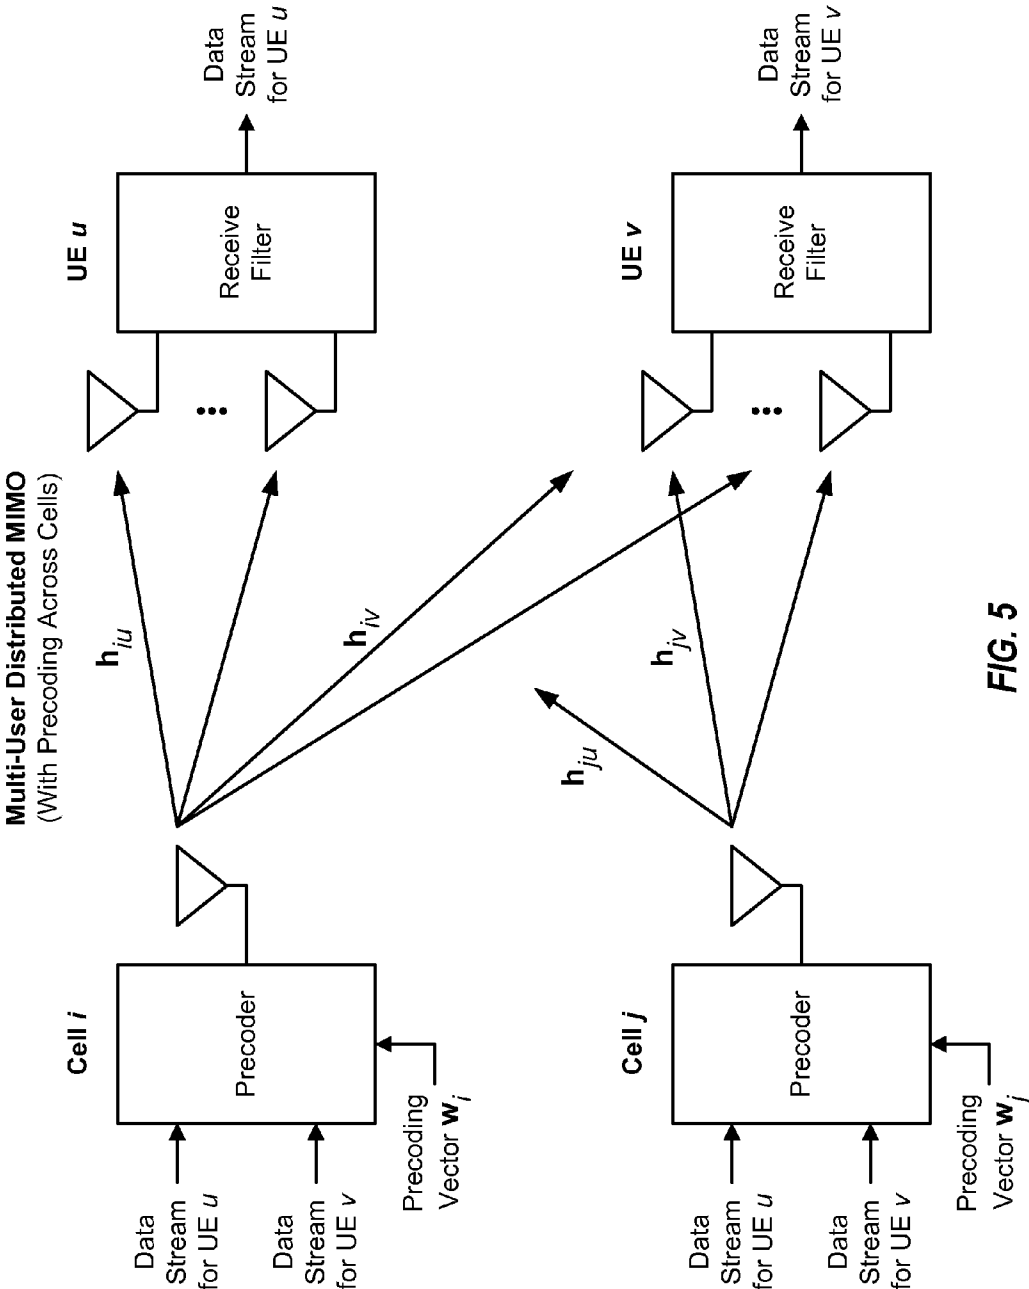 Multi-User Distributed MIMO
(With Precoding Across Cells)
Cell i
Data
Stream
for UE u
Data
Stream
for UE v
Precoder
Precoding
Vector w_i
h_iu
h_iv
UE u
Receive
Filter
Data
Stream
for UE u
Cell j
Data
Stream
for UE u
Data
Stream
for UE v
Precoder
Precoding
Vector w_j
h_ju
h_jv
UE v
Receive
Filter
Data
Stream
for UE v
FIG. 5